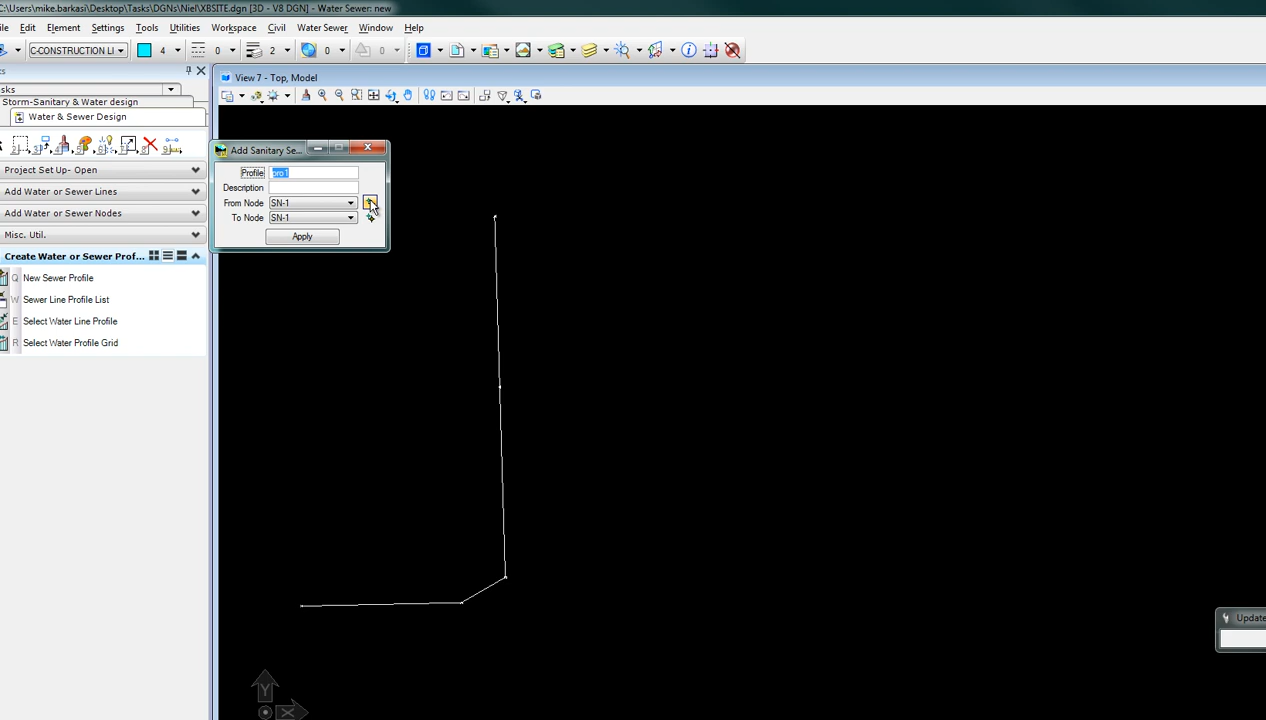 C:\Users\mike.barkasi\Desktop\Tasks\DGNs\Niel\XBSITE.dgn [3D - V8 DGN] - Water Sewer: new
ile Edit Element Settings Tools Utilities Workspace Civil Water Sewer Window Help
C-CONSTRUCTION LI 4 0 2 0 0
ks
View 7 - Top, Model
sks
Storm-Sanitary & Water design
Water & Sewer Design
Project Set Up- Open
Add Water or Sewer Lines
Add Water or Sewer Nodes
Misc. Util.
Create Water or Sewer Prof...
Q New Sewer Profile
W Sewer Line Profile List
E Select Water Line Profile
R Select Water Profile Grid
Add Sanitary Se...
Profile pro1
Description
From Node SN-1
To Node SN-1
Apply
Update
Y
X